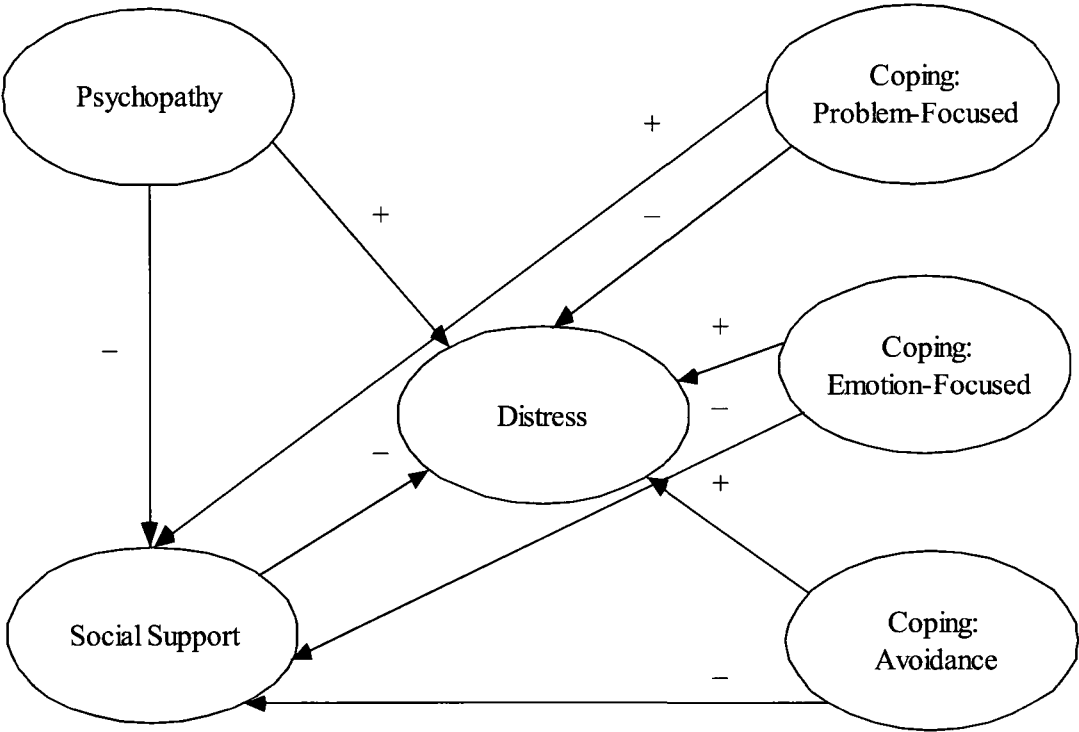 Psychopathy
Coping:
Problem-Focused
+
+
–
+
Coping:
Emotion-Focused
–
Distress
–
–
+
Social Support
Coping:
Avoidance
–